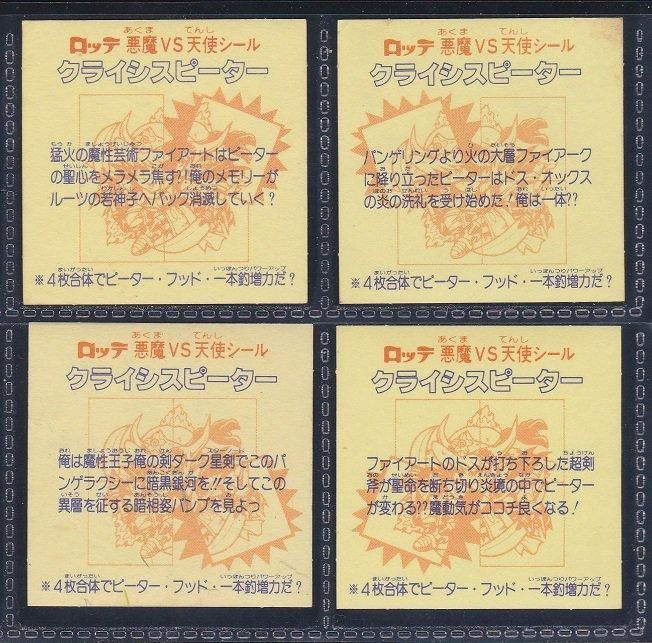 ロッテ 悪魔VS天使シール
クライシスピーター
猛火の魔性芸術ファイアートはピーター
の聖心をメラメラ焦す!!俺のメモリーが
ルーツの若神子へバック消滅していく?
※4枚合体でピーター・フッド・一本釣増力だ?
ロッテ 悪魔VS天使シール
クライシスピーター
パンゲリングより火の大層ファイアーク
に降り立ったピーターはドス・オックス
の炎の洗礼を受け始めた!俺は一体??
※4枚合体でピーター・フッド・一本釣増力だ?
ロッテ 悪魔VS天使シール
クライシスピーター
俺は魔性王子俺の剣ダーク星剣でこのパ
ンゲラクシーに暗黒銀河を!!そしてこの
異層を征する暗裋姿パンプを見よっ
※4枚合体でピーター・フッド・一本釣増力だ?
ロッテ 悪魔VS天使シール
クライシスピーター
ファイアートのドスが打ち下ろした超剣
斧が聖命を断ち切り炎境の中でピーター
が変わる??魔動気がココチ良くなる!
※4枚合体でピーター・フッド・一本釣増力だ?